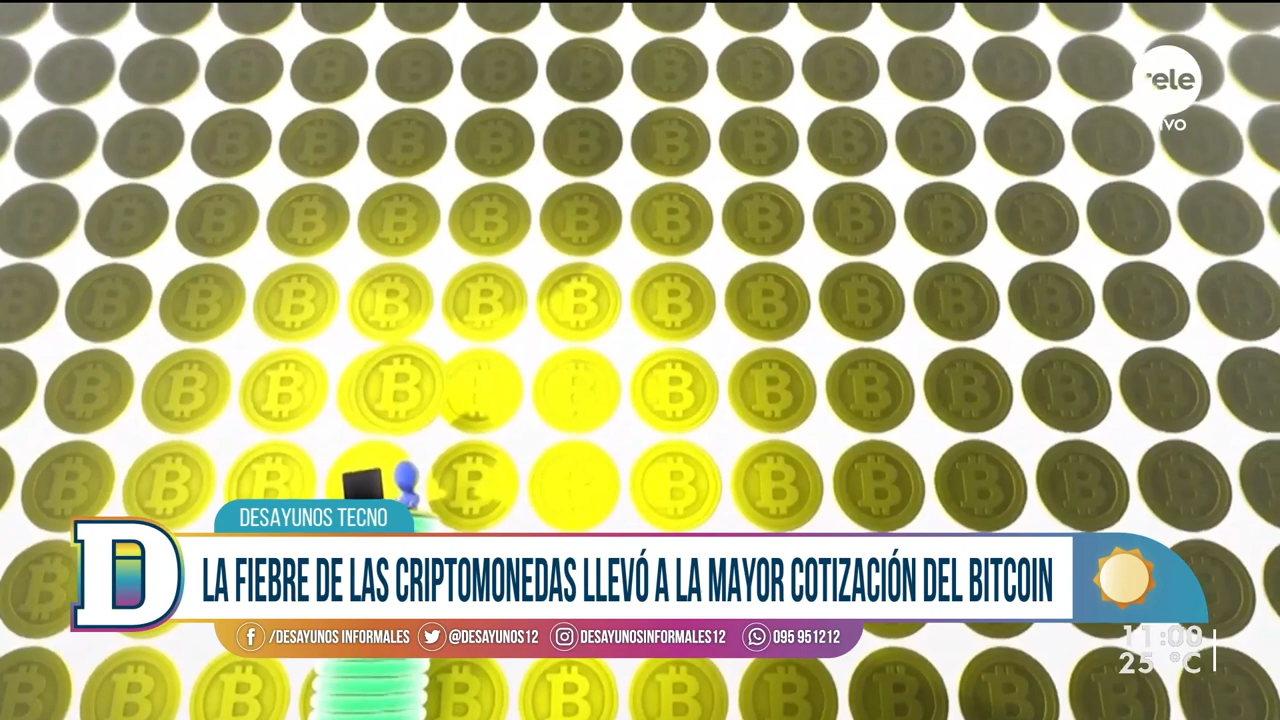 rele
VIVO
DESAYUNOS TECNO
D
LA FIEBRE DE LAS CRIPTOMONEDAS LLEVÓ A LA MAYOR COTIZACIÓN DEL BITCOIN
/DESAYUNOS INFORMALES @DESAYUNOS12 DESAYUNOSINFORMALES12 095 951212
11:00
25 °C